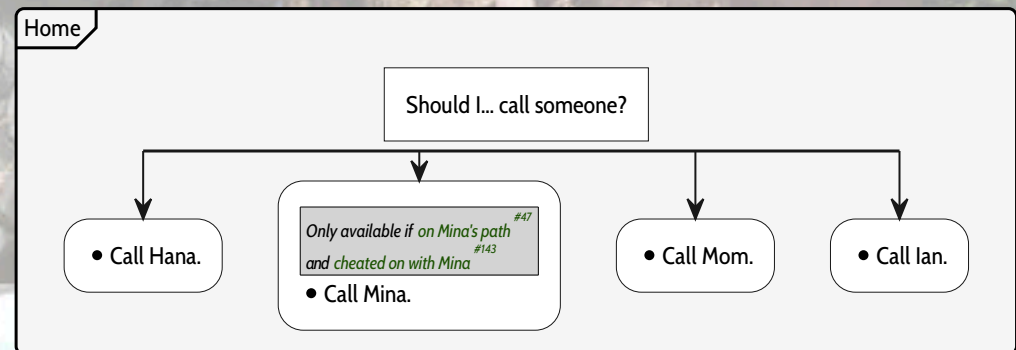 Home
Should I... call someone?
• Call Hana.
Only available if on Mina's path #47
and cheated on with Mina #143
• Call Mina.
• Call Mom.
• Call Ian.